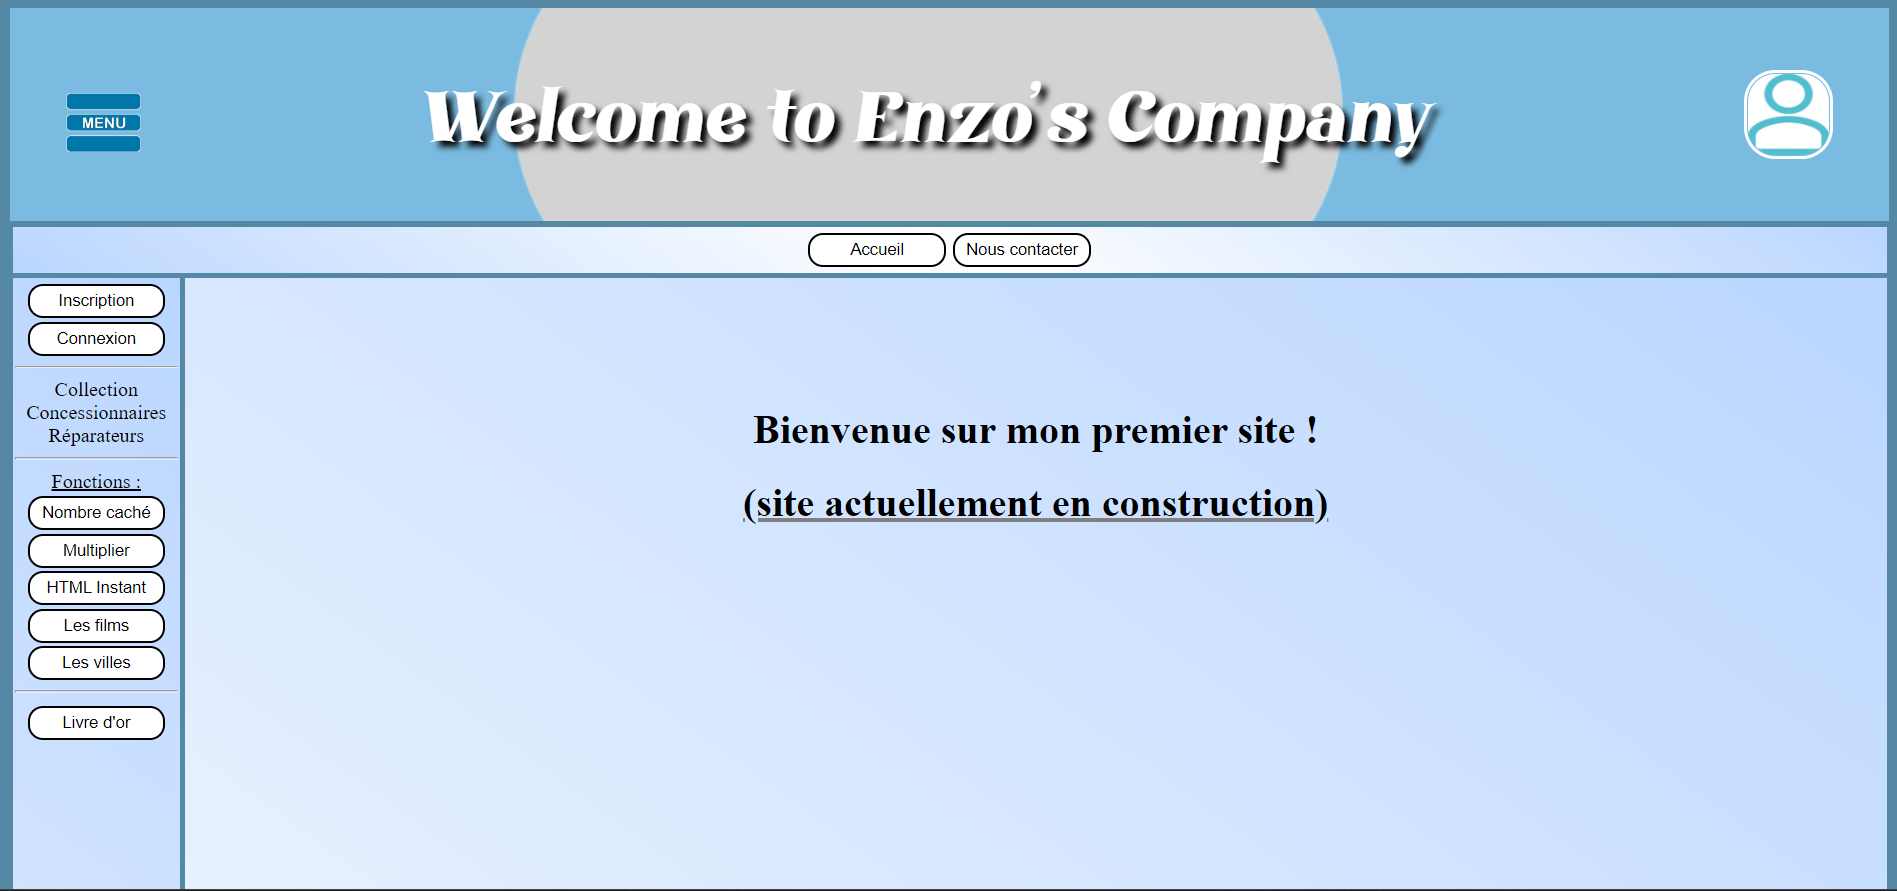 MENU
Welcome to Enzo's Company
Accueil
Nous contacter
Inscription
Connexion
Collection
Concessionnaires
Réparateurs
Fonctions :
Nombre caché
Multiplier
HTML Instant
Les films
Les villes
Livre d'or
Bienvenue sur mon premier site !
(site actuellement en construction)